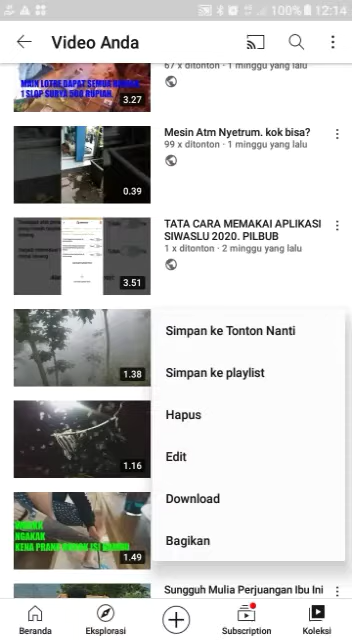 100% 12:14
Video Anda
67 x ditonton · 1 minggu yang lalu
MAIN LOTRE DAPAT SEMUA
1 SLOP SURYA 500 RUPIAH
3.27
Mesin Atm Nyetrum. kok bisa?
99 x ditonton · 1 minggu yang lalu
0.39
TATA CARA MEMAKAI APLIKASI
SIWASLU 2020. PILBUB
1 x ditonton · 2 minggu yang lalu
3.51
Simpan ke Tonton Nanti
Simpan ke playlist
1.38
Hapus
Edit
1.16
Download
NGAKAK
Bagikan
1.49
Sungguh Mulia Perjuangan Ibu Ini
Beranda
Eksplorasi
Subscription
Koleksi